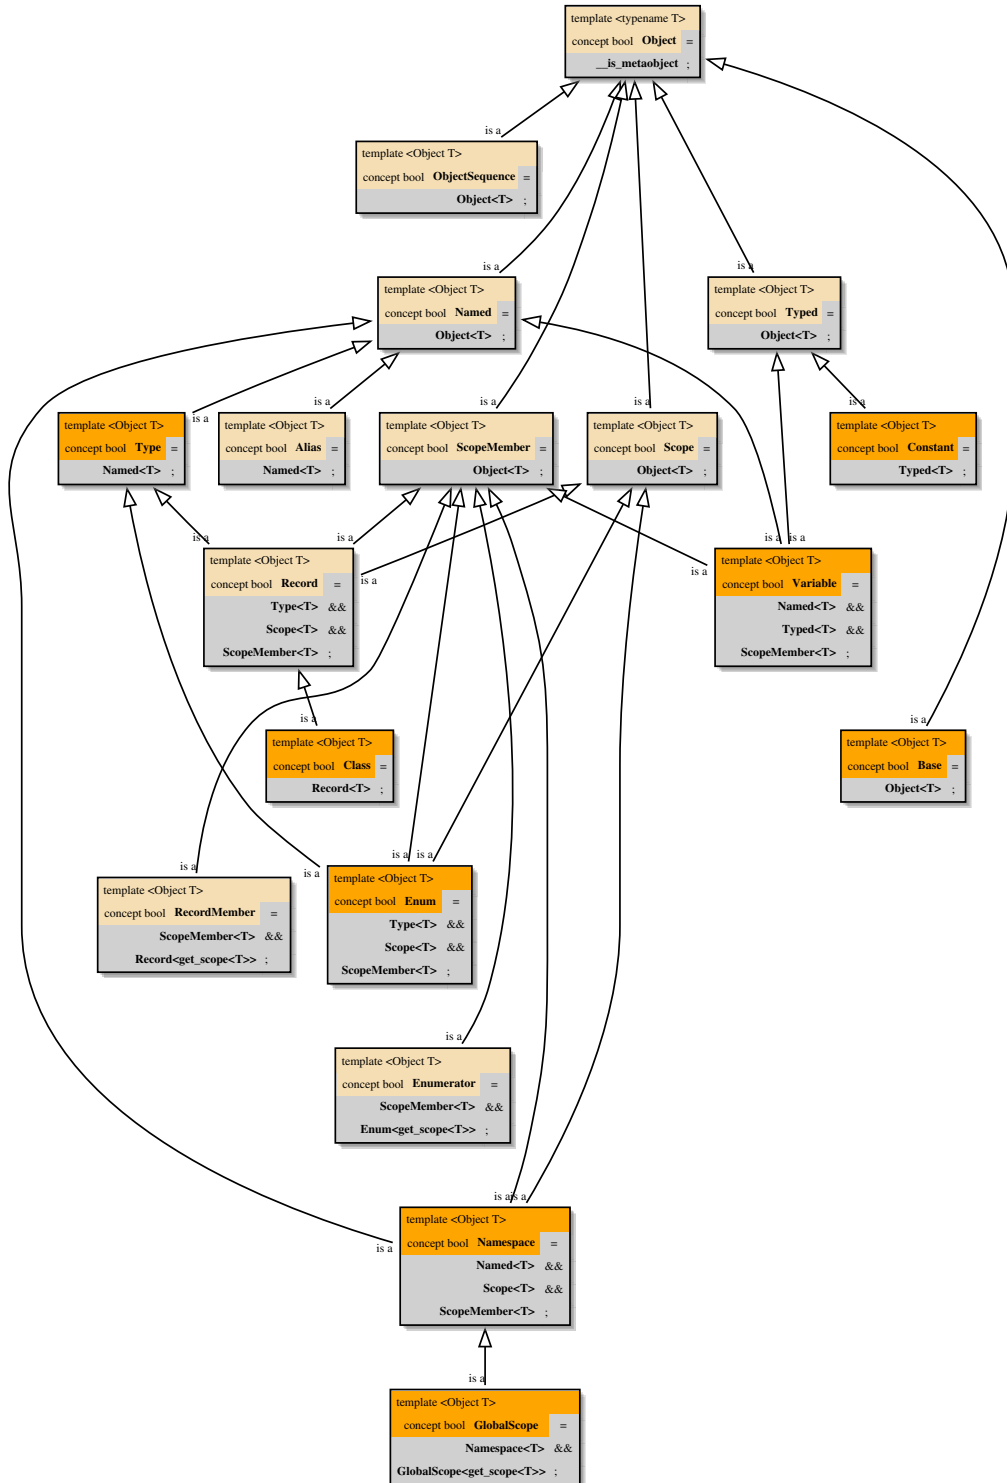 template <typename T>
concept bool Object =
__is_metaobject ;
is a
template <Object T>
concept bool ObjectSequence =
Object<T> ;
is a
is a
template <Object T>
concept bool Named =
Object<T> ;
template <Object T>
concept bool Typed =
Object<T> ;
is a
is a
is a
is a
is a
template <Object T>
concept bool Type =
Named<T> ;
template <Object T>
concept bool Alias =
Named<T> ;
template <Object T>
concept bool ScopeMember =
Object<T> ;
template <Object T>
concept bool Scope =
Object<T> ;
template <Object T>
concept bool Constant =
Typed<T> ;
is a
is a
is a
is a
is a
is a
template <Object T>
concept bool Record =
Type<T> &&
Scope<T> &&
ScopeMember<T> ;
template <Object T>
concept bool Variable =
Named<T> &&
Typed<T> &&
ScopeMember<T> ;
is a
is a
template <Object T>
concept bool Class =
Record<T> ;
template <Object T>
concept bool Base =
Object<T> ;
is a
is a
is a
is a
template <Object T>
concept bool RecordMember =
ScopeMember<T> &&
Record<get_scope<T>> ;
template <Object T>
concept bool Enum =
Type<T> &&
Scope<T> &&
ScopeMember<T> ;
is a
template <Object T>
concept bool Enumerator =
ScopeMember<T> &&
Enum<get_scope<T>> ;
is a
is a
is a
template <Object T>
concept bool Namespace =
Named<T> &&
Scope<T> &&
ScopeMember<T> ;
is a
template <Object T>
concept bool GlobalScope =
Namespace<T> &&
GlobalScope<get_scope<T>> ;